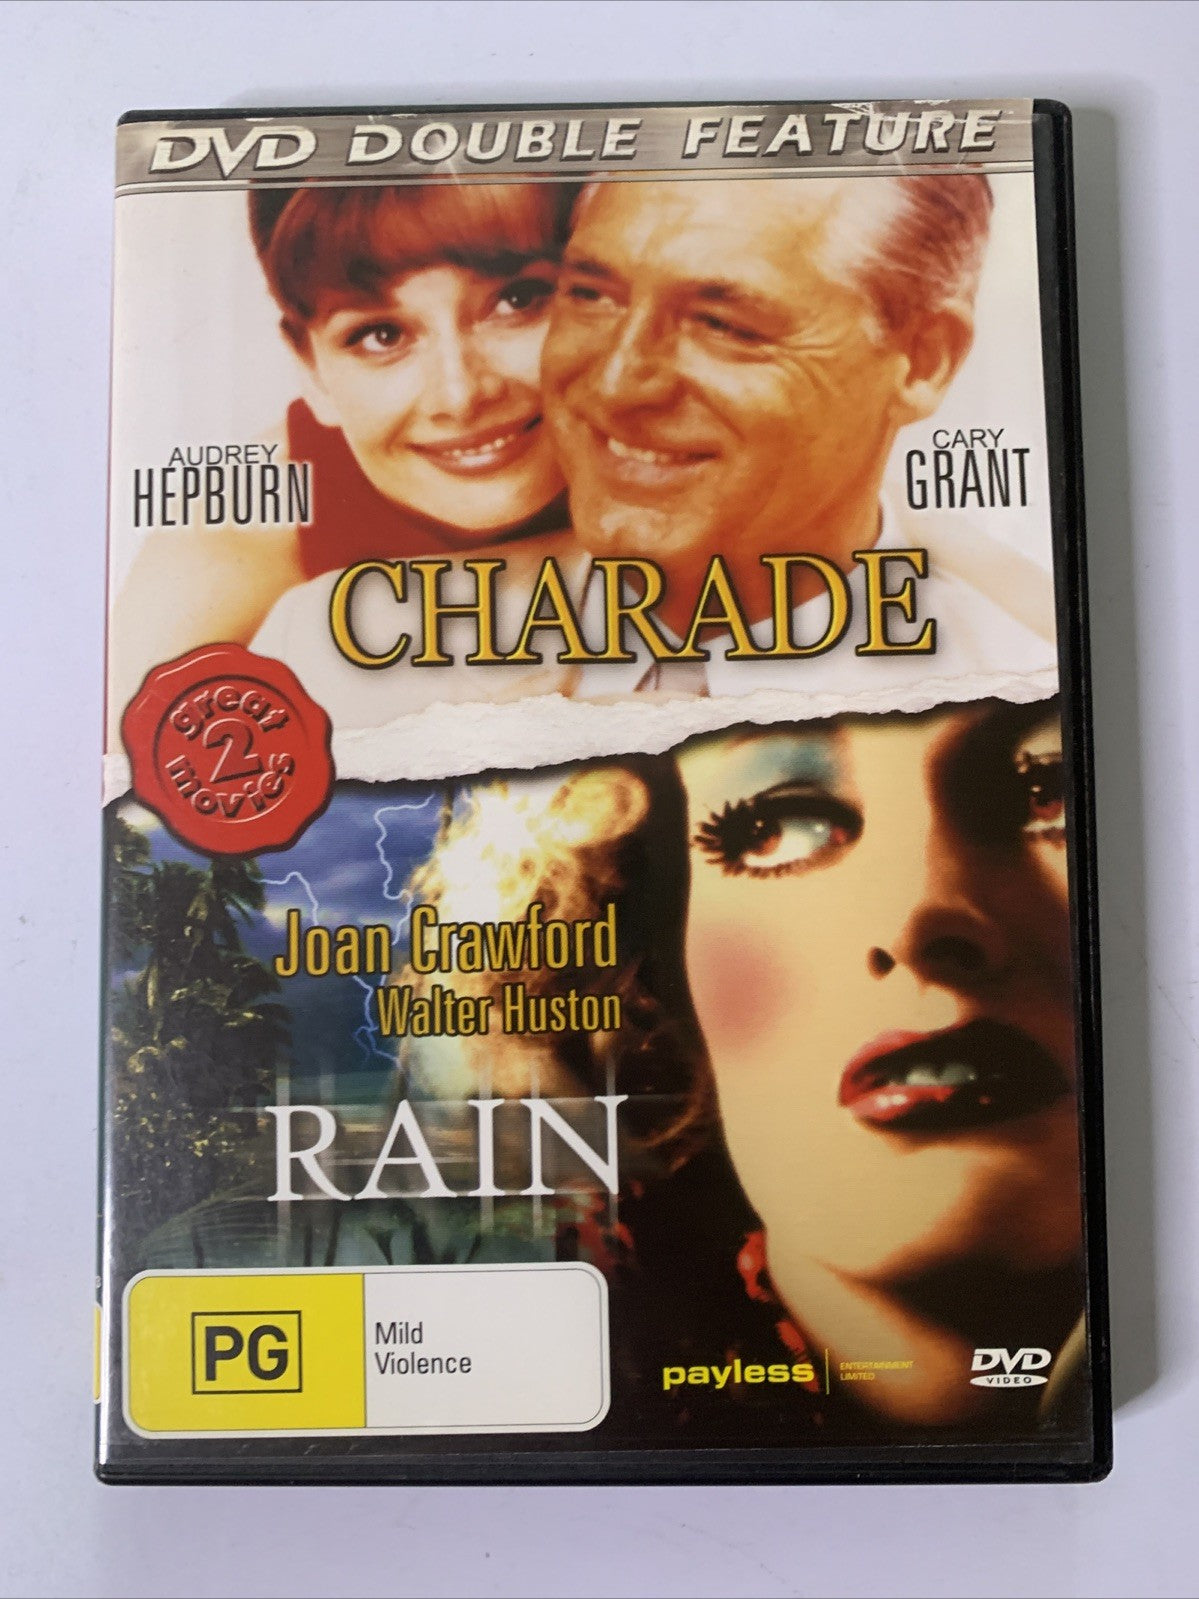 DVD DOUBLE FEATURE
AUDREY
HEPBURN
CARY
GRANT
CHARADE
great
2
movies
Joan Crawford
Walter Huston
RAIN
PG
Mild
Violence
payless
ENTERTAINMENT
LIMITED
DVD
VIDEO